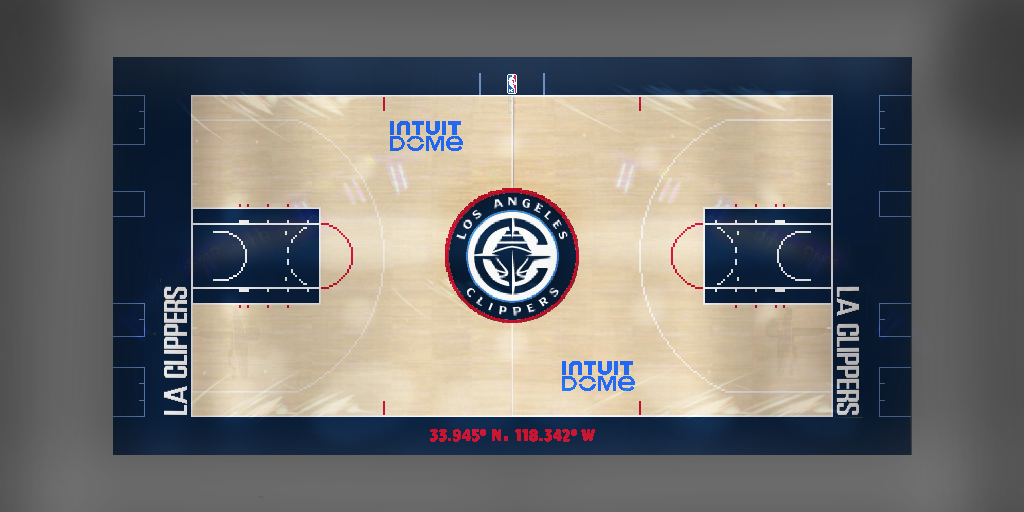 INTUIT
DOME
LOS ANGELES
CLIPPERS
LA CLIPPERS
LA CLIPPERS
INTUIT
DOME
33.945° N. 118.342° W